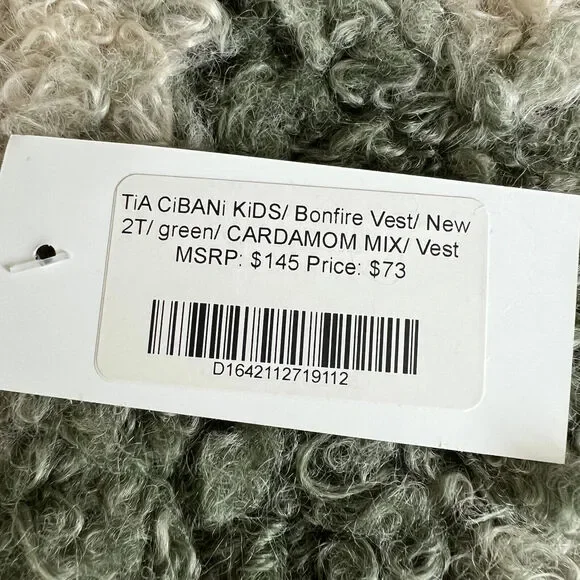 TiA CiBANi KiDS/ Bonfire Vest/ New
2T/ green/ CARDAMOM MIX/ Vest
MSRP: $145 Price: $73
D1642112719112